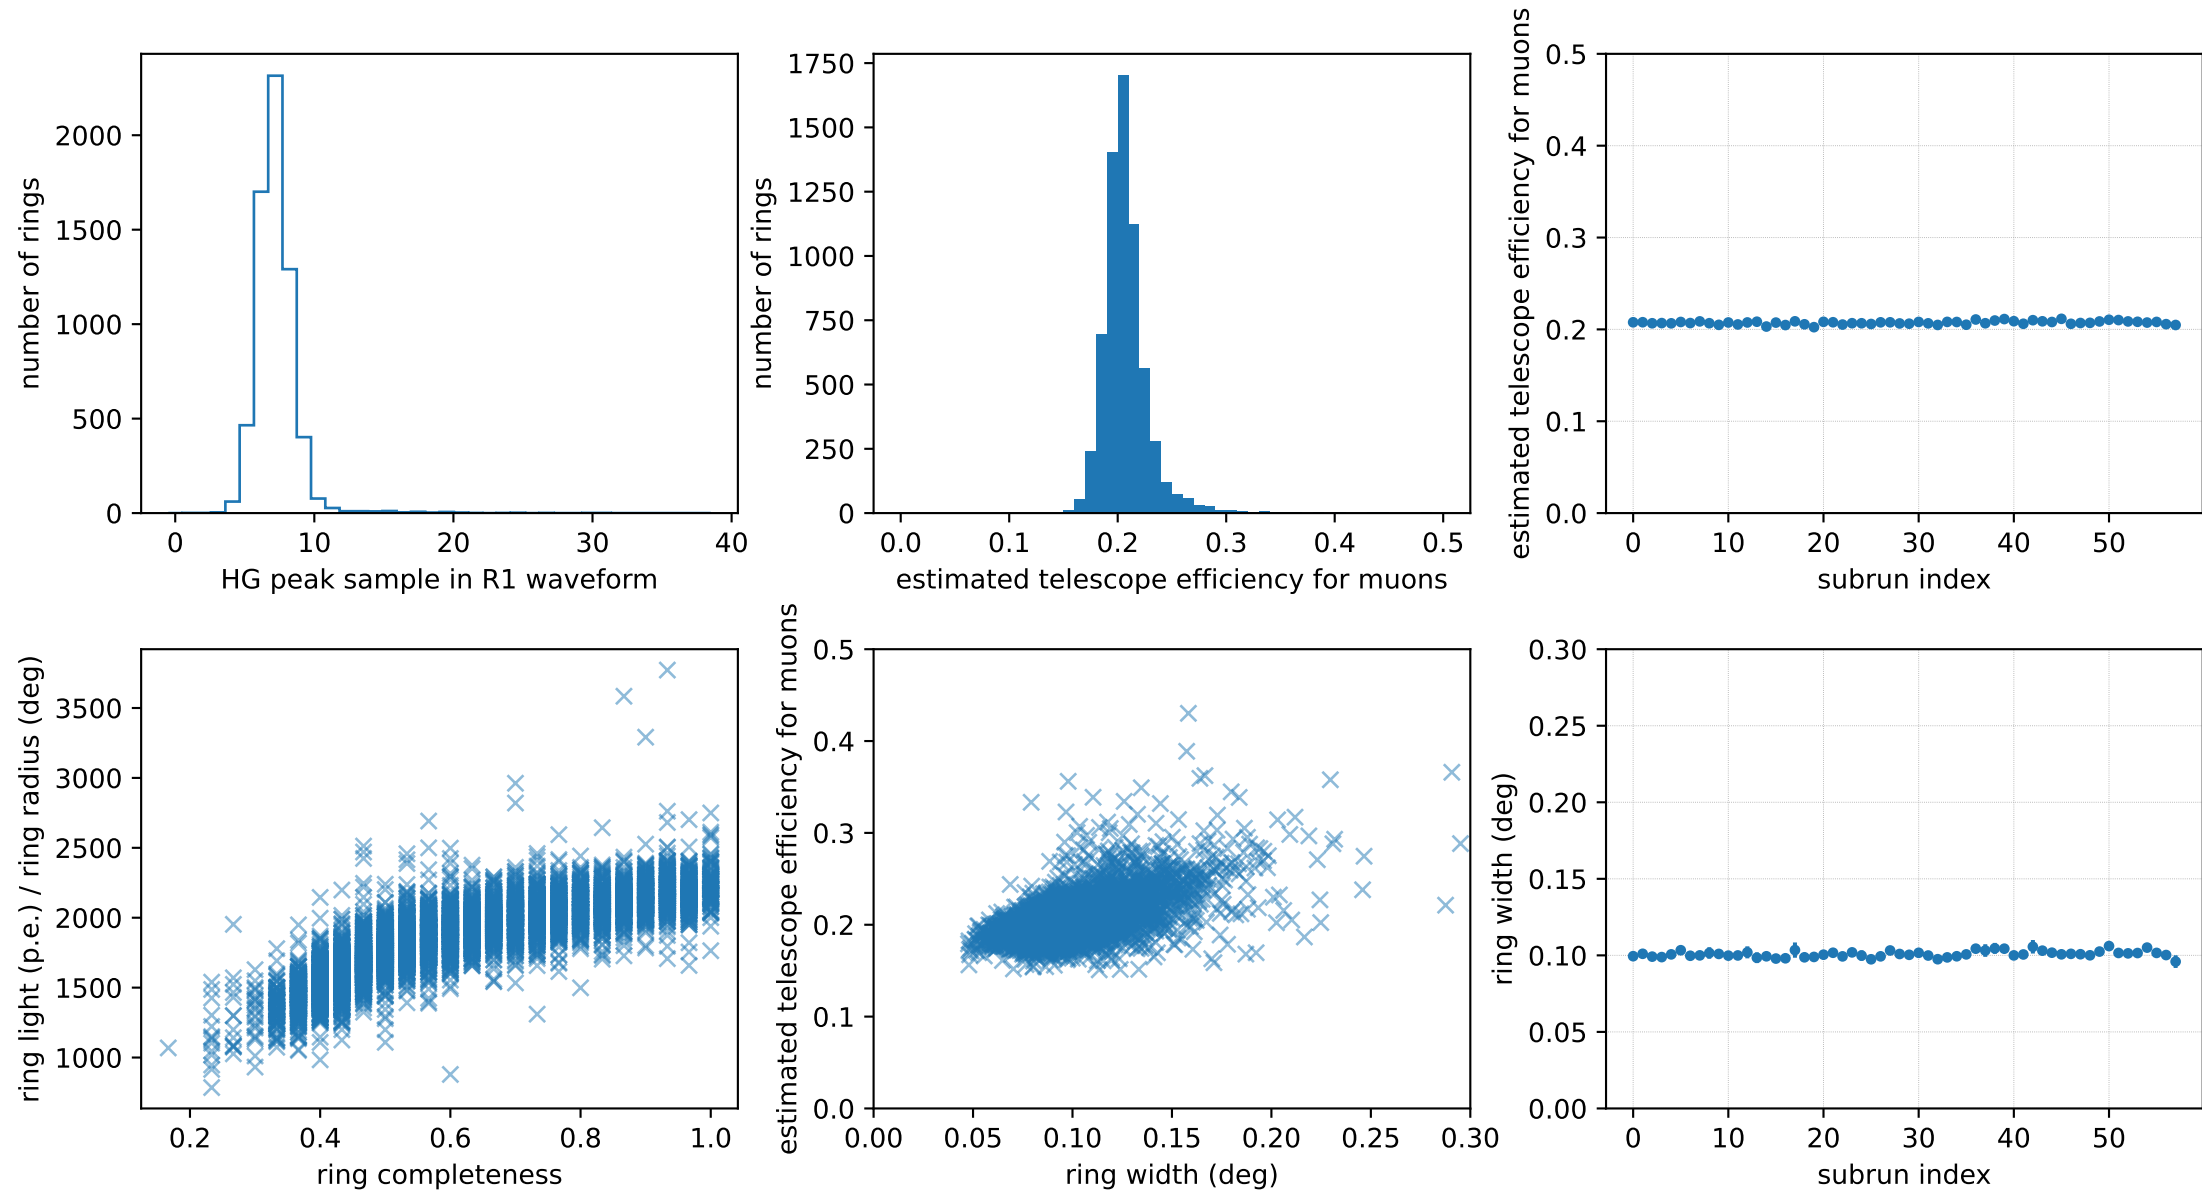 number of rings
2000
1500
1000
500
0
0 10 20 30 40
HG peak sample in R1 waveform
number of rings
1750
1500
1250
1000
750
500
250
0
0.0 0.1 0.2 0.3 0.4 0.5
estimated telescope efficiency for muons
estimated telescope efficiency for muons
0.5
0.4
0.3
0.2
0.1
0.0
0 10 20 30 40 50
subrun index
ring light (p.e.) / ring radius (deg)
3500
3000
2500
2000
1500
1000
0.2 0.4 0.6 0.8 1.0
ring completeness
estimated telescope efficiency for muons
0.5
0.4
0.3
0.2
0.1
0.0
0.00 0.05 0.10 0.15 0.20 0.25 0.30
ring width (deg)
ring width (deg)
0.30
0.25
0.20
0.15
0.10
0.05
0.00
0 10 20 30 40 50
subrun index